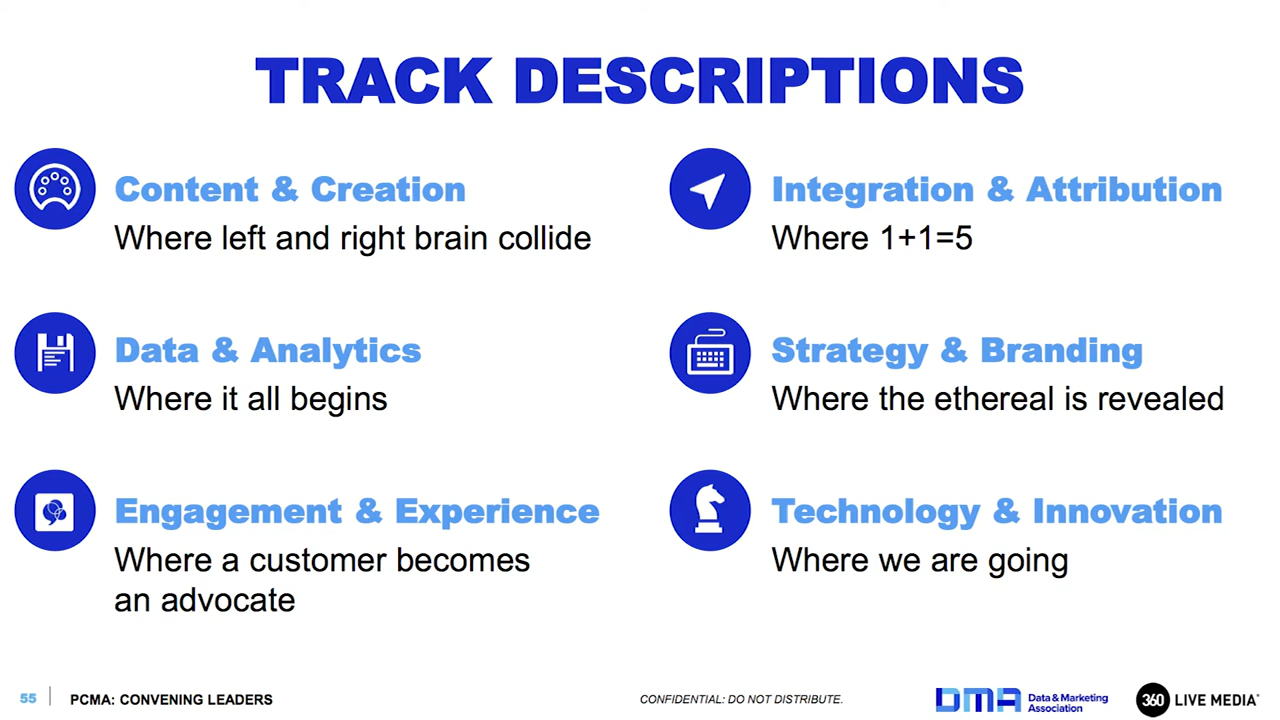 TRACK DESCRIPTIONS
Content & Creation
Where left and right brain collide
Integration & Attribution
Where 1+1=5
Data & Analytics
Where it all begins
Strategy & Branding
Where the ethereal is revealed
Engagement & Experience
Where a customer becomes
an advocate
Technology & Innovation
Where we are going
55
PCMA: CONVENING LEADERS
CONFIDENTIAL: DO NOT DISTRIBUTE.
DMA
Data & Marketing
Association
360 LIVE MEDIA